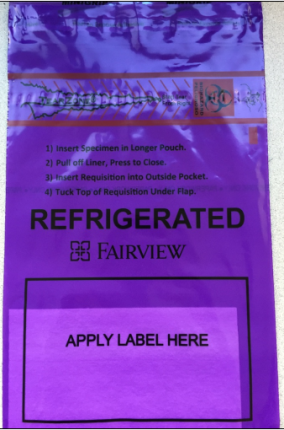 1) Insert Specimen in Longer Pouch.
2) Pull off Liner, Press to Close.
3) Insert Requisition into Outside Pocket.
4) Tuck Top of Requisition Under Flap.
REFRIGERATED
FAIRVIEW
APPLY LABEL HERE